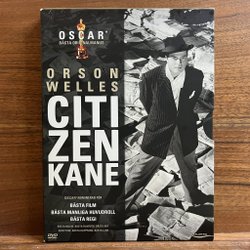 OSCAR®
BÄSTA ORIGINALMANUS
ORSON
WELLES
CITI
ZEN
KANE
BÄSTA FILM
BÄSTA MANLIGA HUVUDROLL
BÄSTA REGI
DVD